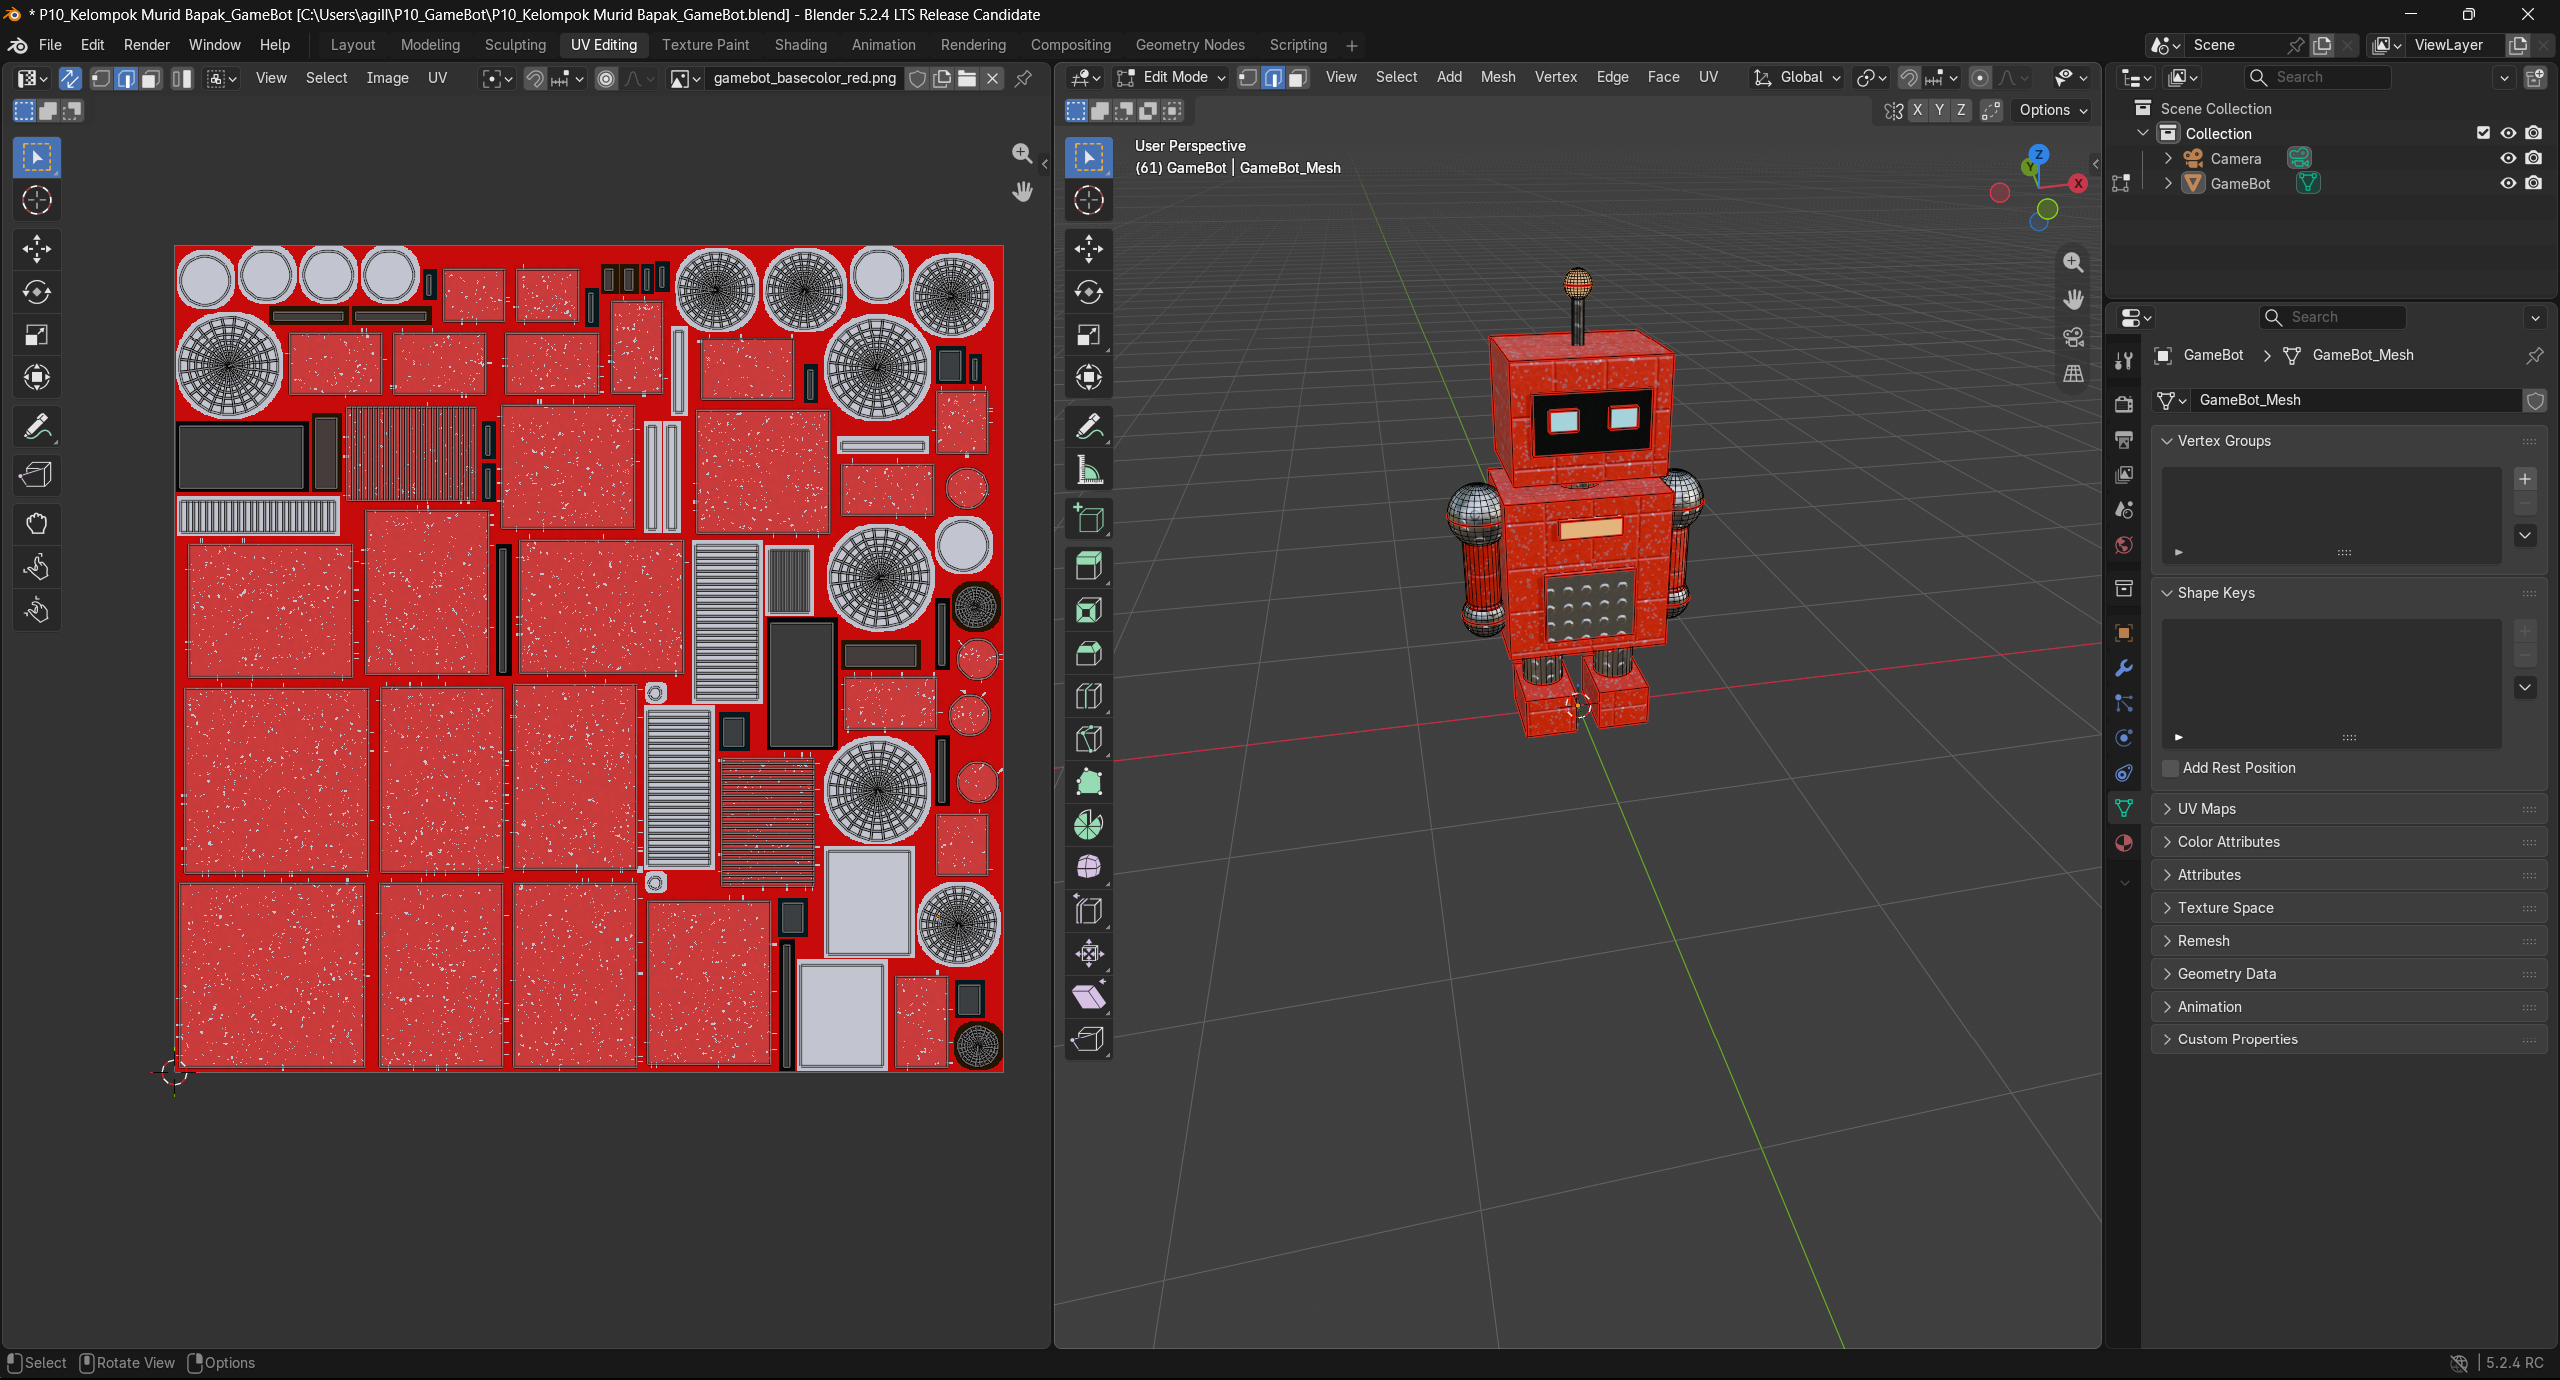 * P10_Kelompok Murid Bapak_GameBot [C:\Users\agill\P10_GameBot\P10_Kelompok Murid Bapak_GameBot.blend] - Blender 5.2.4 LTS Release Candidate
File Edit Render Window Help Layout Modeling Sculpting UV Editing Texture Paint Shading Animation Rendering Compositing Geometry Nodes Scripting Scene ViewLayer
View Select Image UV gamebot_basecolor_red.png
Edit Mode View Select Add Mesh Vertex Edge Face UV Global
X Y Z Options
User Perspective
(61) GameBot | GameBot_Mesh
Z
Y
X
Search
Scene Collection
Collection
Camera
GameBot
Search
GameBot GameBot_Mesh
GameBot_Mesh
Vertex Groups
Shape Keys
Add Rest Position
UV Maps
Color Attributes
Attributes
Texture Space
Remesh
Geometry Data
Animation
Custom Properties
Select Rotate View Options
5.2.4 RC